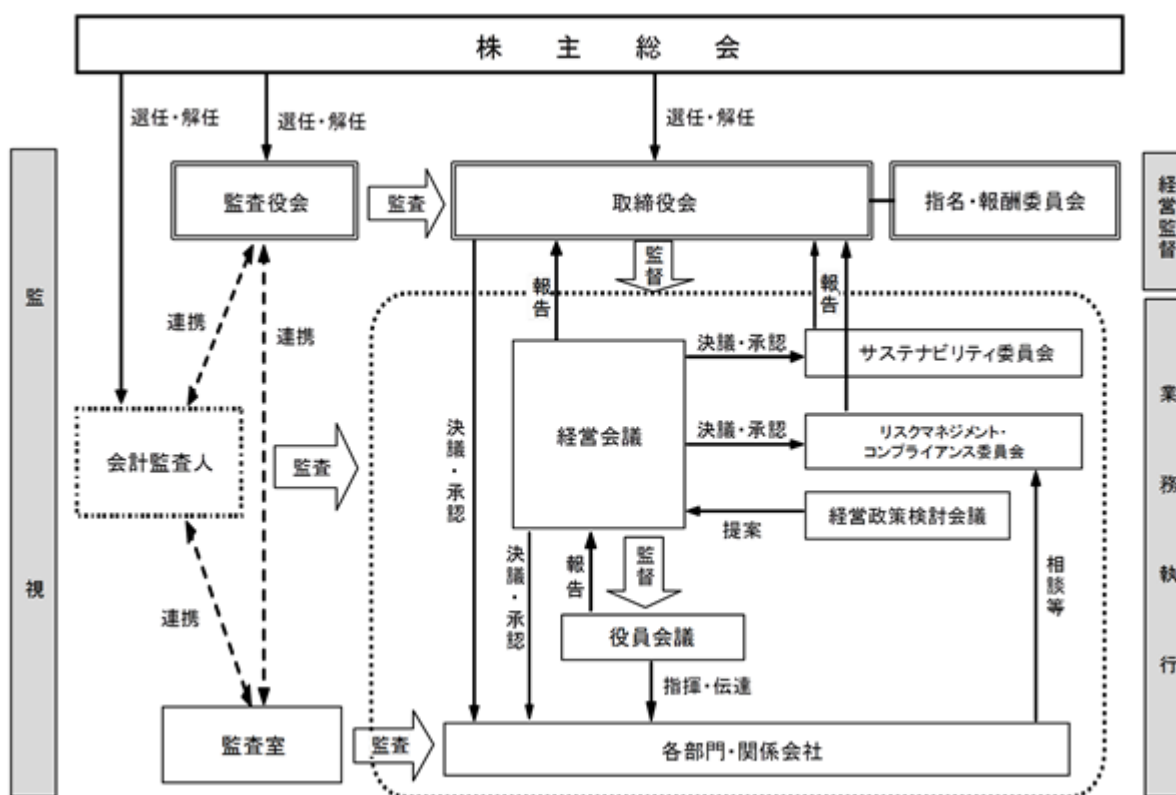 株主総会
選任・解任
選任・解任
選任・解任
監査役会
監査
取締役会
指名・報酬委員会
経営監督
監視
監督
報告
報告
連携
連携
決議・承認
サステナビリティ委員会
経営会議
決議・承認
リスクマネジメント・
コンプライアンス委員会
決議・承認
会計監査人
監査
経営政策検討会議
提案
業務執行
決議・承認
報告
監督
相談等
連携
役員会議
指揮・伝達
監査室
監査
各部門・関係会社